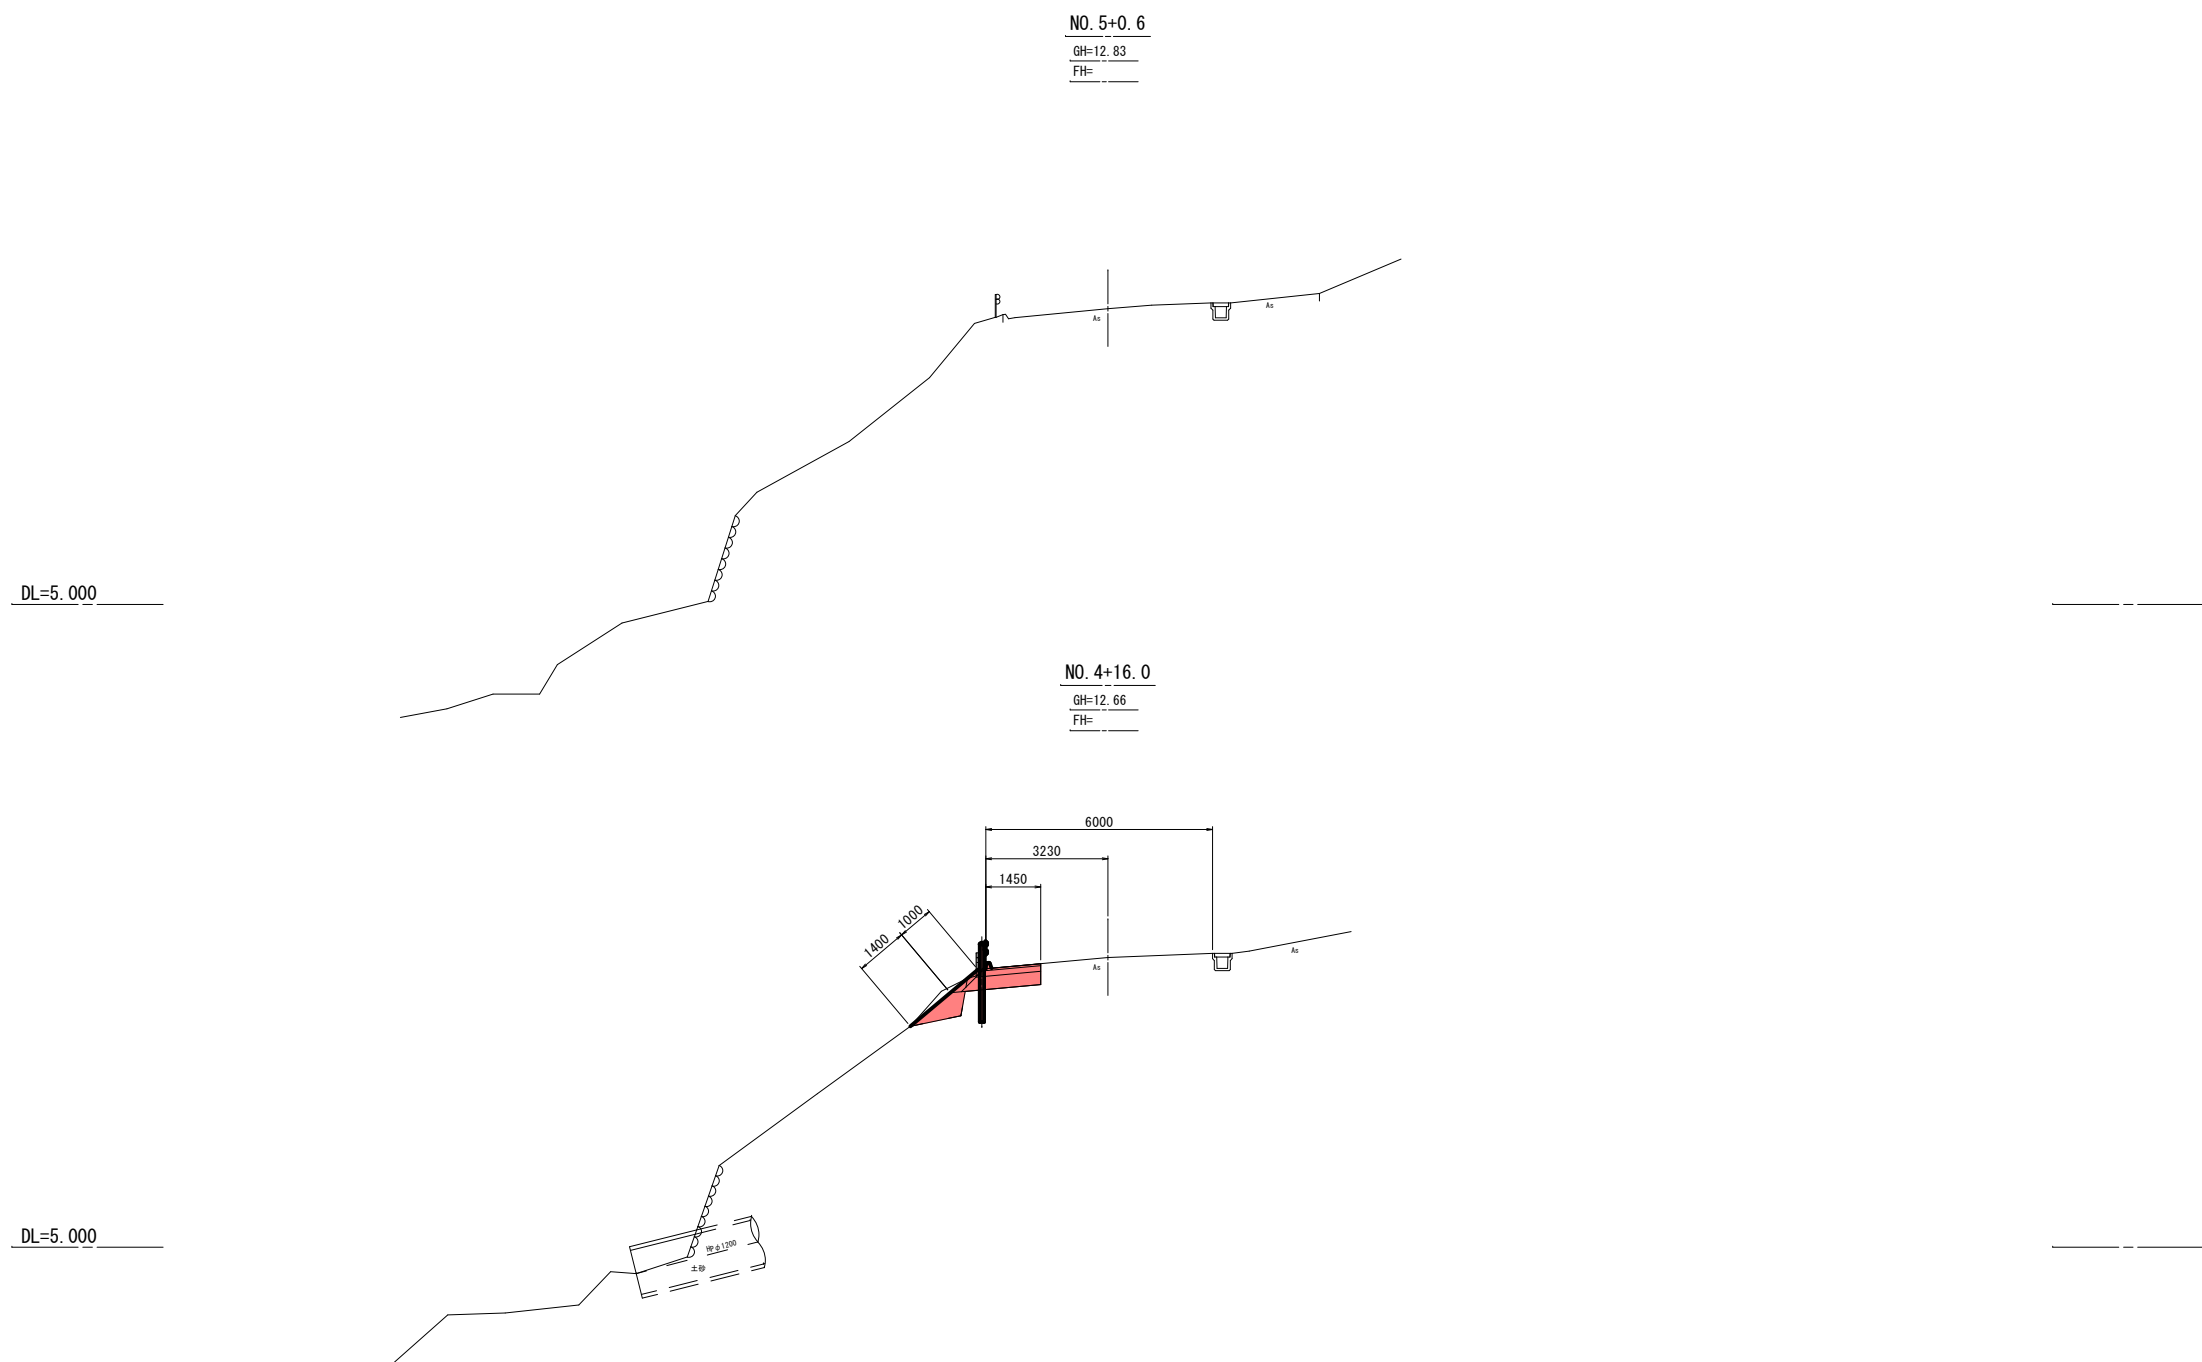 NO. 5+0. 6
GH=12. 83
FH=
As
As
DL=5. 000
NO. 4+16. 0
GH=12. 66
FH=
6000
3230
1450
1000
1400
As
As
DL=5. 000
HPφ1200
土砂